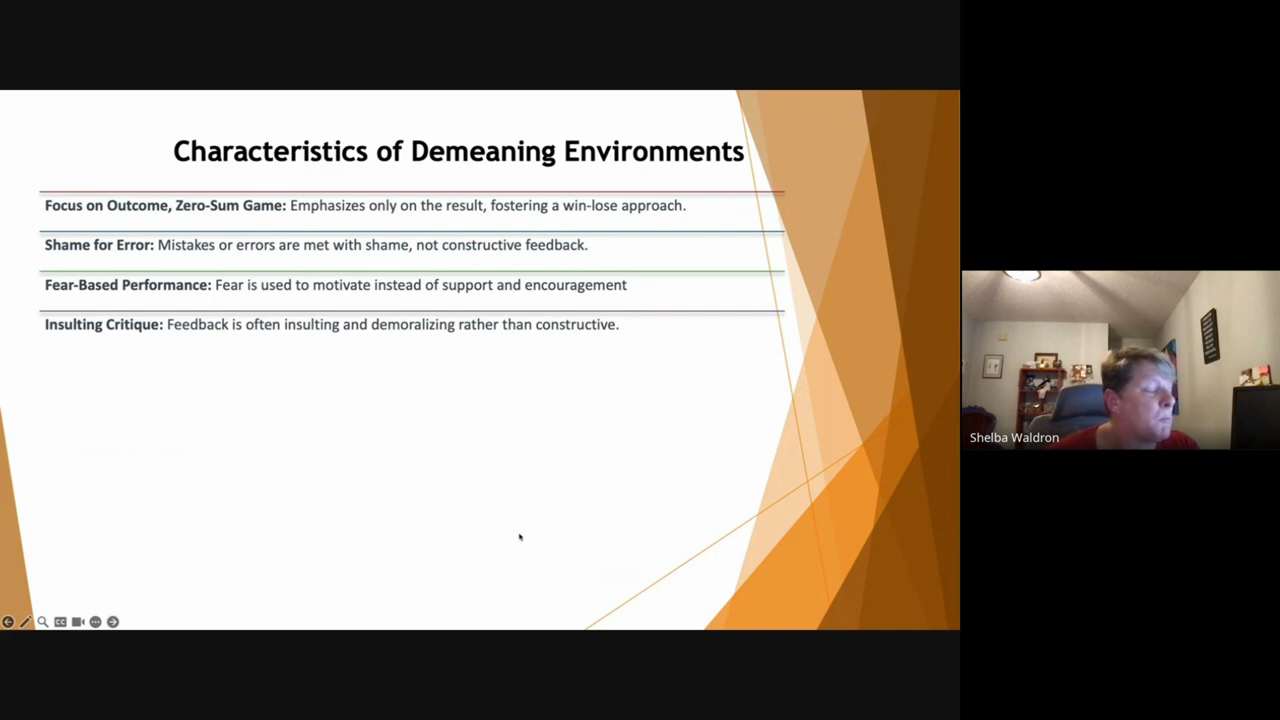 Characteristics of Demeaning Environments
Focus on Outcome, Zero-Sum Game: Emphasizes only on the result, fostering a win-lose approach.
Shame for Error: Mistakes or errors are met with shame, not constructive feedback.
Fear-Based Performance: Fear is used to motivate instead of support and encouragement
Insulting Critique: Feedback is often insulting and demoralizing rather than constructive.
Shelba Waldron